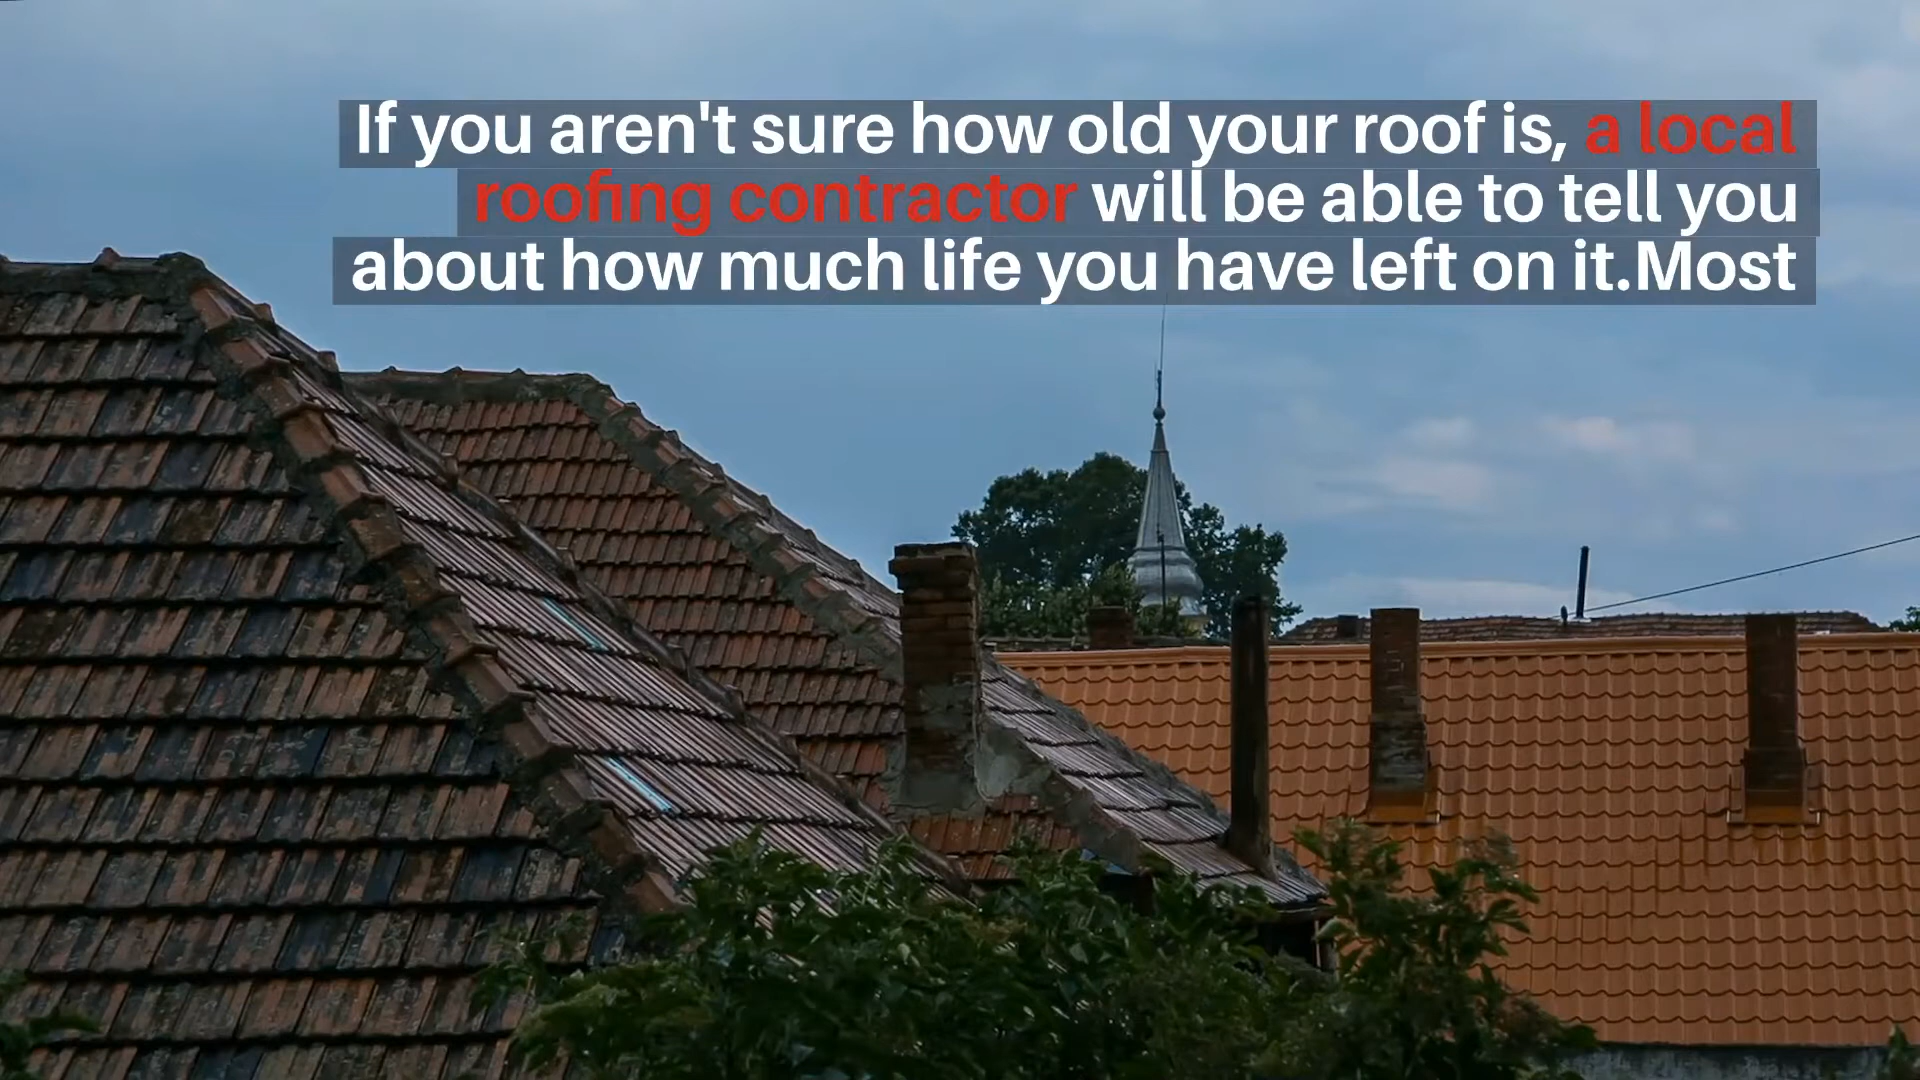 If you aren't sure how old your roof is, a local
roofing contractor will be able to tell you
about how much life you have left on it.Most